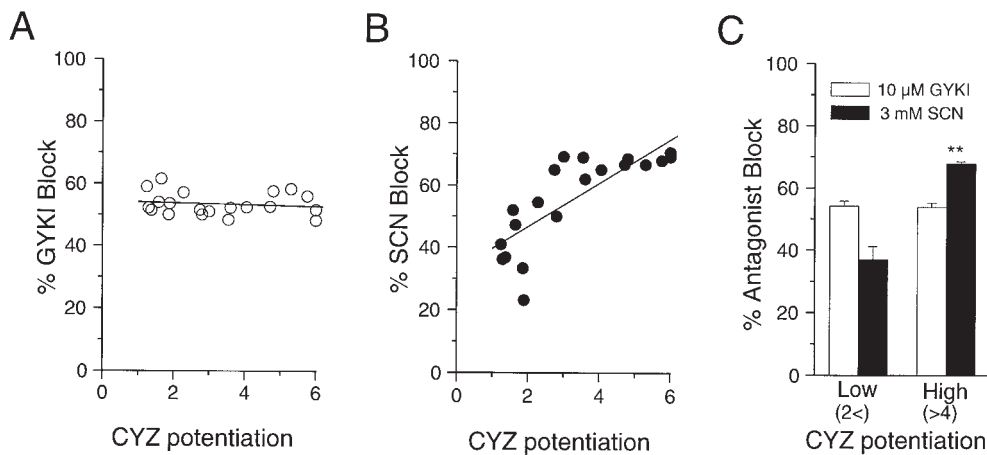 A
% GYKI Block
100
80
60
40
20
0
0 2 4 6
CYZ potentiation
B
% SCN Block
100
80
60
40
20
0
0 2 4 6
CYZ potentiation
C
% Antagonist Block
100
80
60
40
20
0
10 µM GYKI
3 mM SCN
**
Low High
(2<) (>4)
CYZ potentiation